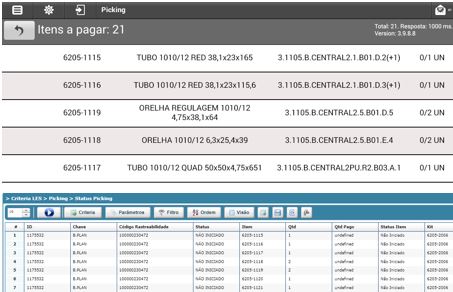 Picking
Itens a pagar: 21
Total: 21. Resposta: 1000 ms.
Version: 3.9.8.8
6205-1115 TUBO 1010/12 RED 38,1x23x165 3.1105.B.CENTRAL2.1.B01.D.2(+1) 0/1 UN
6205-1116 TUBO 1010/12 RED 38,1x23x115,6 3.1105.B.CENTRAL2.1.B01.D.3(+1) 0/1 UN
6205-1119 ORELHA REGULAGEM 1010/12 4,75x38,1x64 3.1105.B.CENTRAL2.5.B01.D.5 0/2 UN
6205-1118 ORELHA 1010/12 6,3x25,4x39 3.1105.B.CENTRAL2.5.B01.E.4 0/2 UN
6205-1117 TUBO 1010/12 QUAD 50x50x4,75x651 3.1105.B.CENTRAL2PU.R2.B03.A.1 0/1 UN
> Criteria LES > Picking > Status Picking
Criteria Parâmetros Filtro Ordem Visão
# ID Chave Código Rastreabilidade Status Item Qtd Qtd Pago Status Item Kit
1 1175532 B.PLAN 100000230472 NÃO INICIADO 6205-1115 1 undefined Não Iniciado 6205-2006
2 1175532 B.PLAN 100000230472 NÃO INICIADO 6205-1116 1 undefined Não Iniciado 6205-2006
3 1175532 B.PLAN 100000230472 NÃO INICIADO 6205-1117 1 undefined Não Iniciado 6205-2006
4 1175532 B.PLAN 100000230472 NÃO INICIADO 6205-1118 2 undefined Não Iniciado 6205-2006
5 1175532 B.PLAN 100000230472 NÃO INICIADO 6205-1119 2 undefined Não Iniciado 6205-2006
6 1175532 B.PLAN 100000230472 NÃO INICIADO 6205-1120 1 undefined Não Iniciado 6205-2006
7 1175532 B.PLAN 100000230472 NÃO INICIADO 6205-1121 1 undefined Não Iniciado 6205-2006